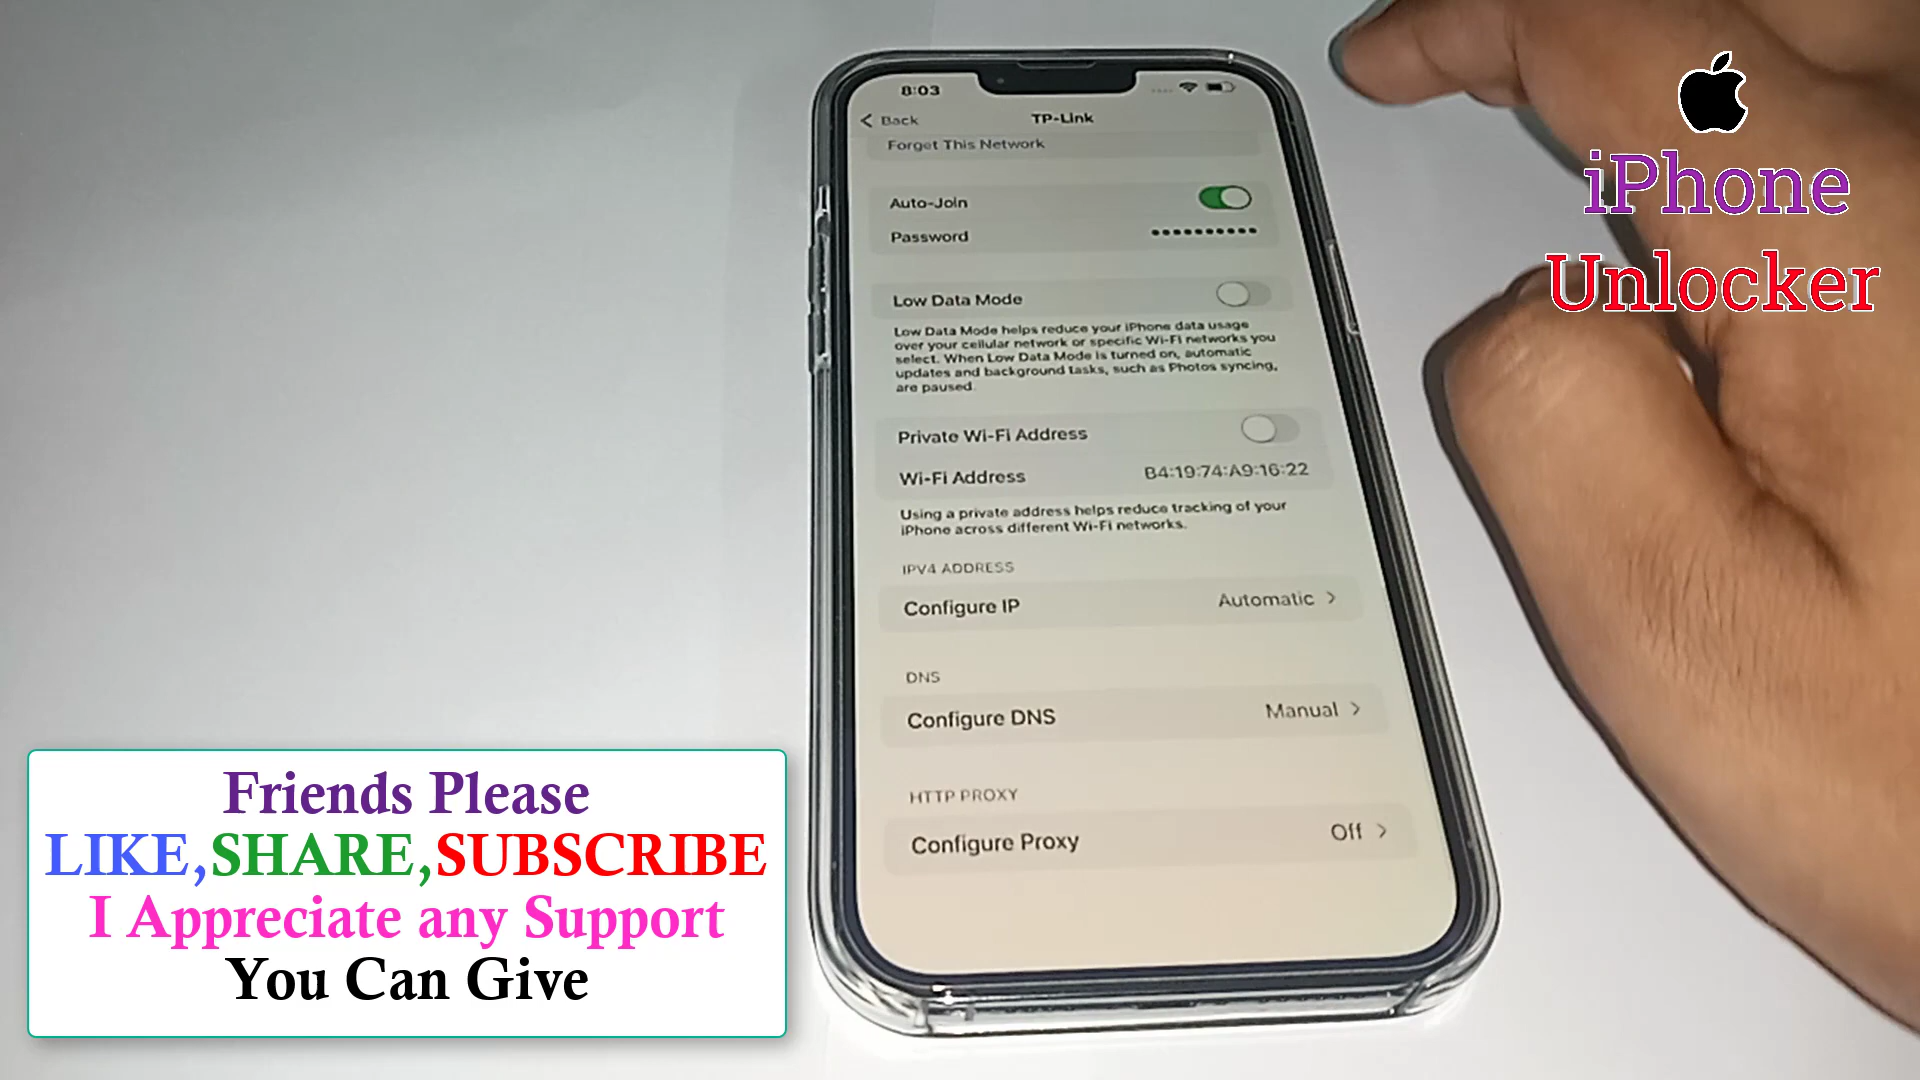 8:03
Back
TP-Link
Forget This Network
Auto-Join
Password ••••••••••
Low Data Mode
Low Data Mode helps reduce your iPhone data usage
over your cellular network or specific Wi-Fi networks you
select. When Low Data Mode is turned on, automatic
updates and background tasks, such as Photos syncing,
are paused.
Private Wi-Fi Address
Wi-Fi Address B4:19:74:A9:16:22
Using a private address helps reduce tracking of your
iPhone across different Wi-Fi networks.
IPV4 ADDRESS
Configure IP Automatic
DNS
Configure DNS Manual
HTTP PROXY
Configure Proxy Off
iPhone
Unlocker
Friends Please
LIKE,SHARE,SUBSCRIBE
I Appreciate any Support
You Can Give